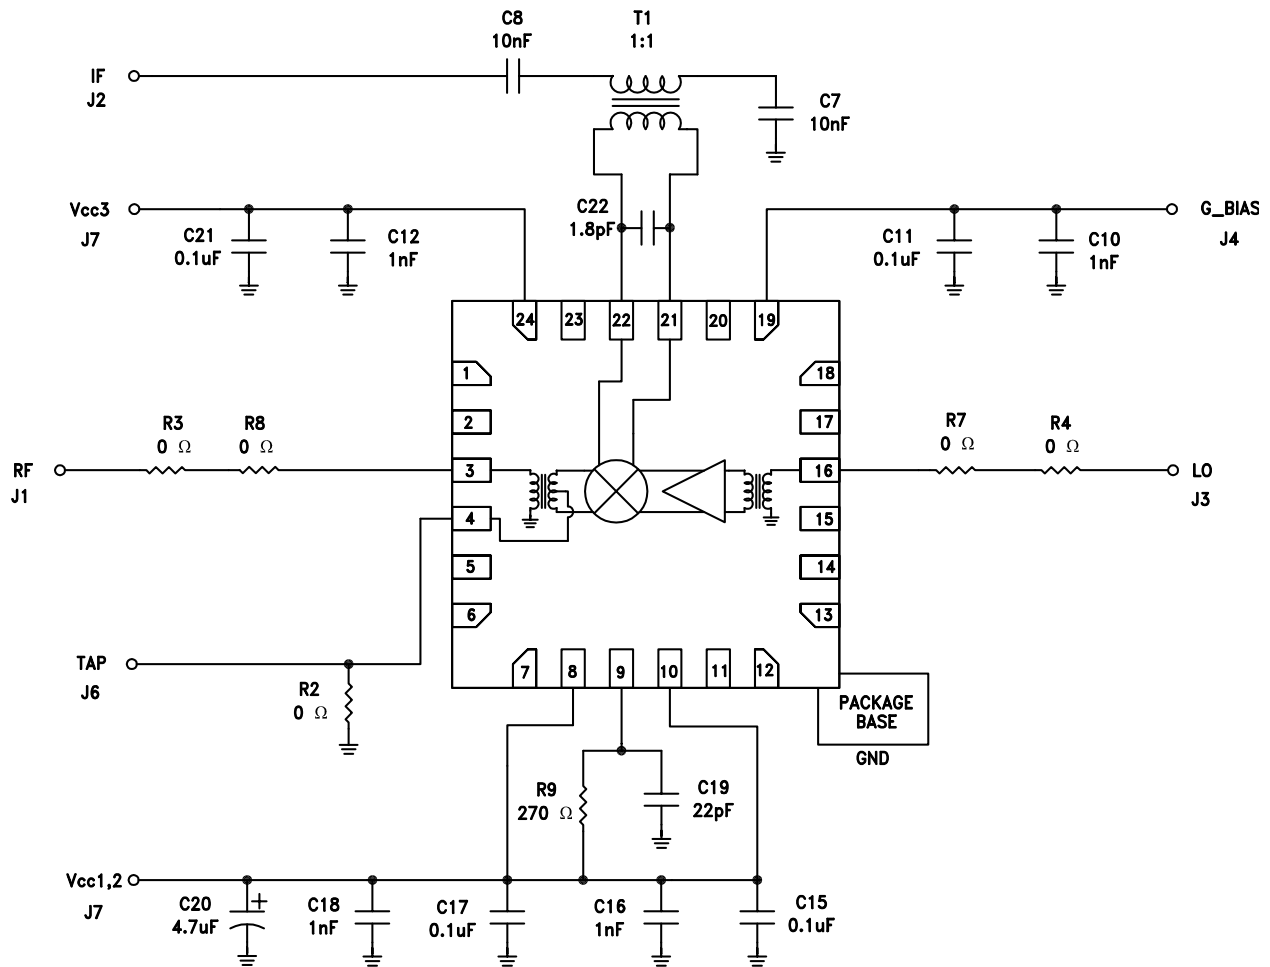 C8
10nF
T1
1:1
IF
J2
C7
10nF
Vcc3
J7
C21
0.1uF
C12
1nF
C22
1.8pF
C11
0.1uF
C10
1nF
G_BIAS
J4
24
23
22
21
20
19
1
2
3
4
5
6
18
17
16
15
14
13
7
8
9
10
11
12
RF
J1
R3
0 Ω
R8
0 Ω
R7
0 Ω
R4
0 Ω
LO
J3
TAP
J6
R2
0 Ω
PACKAGE
BASE
GND
R9
270 Ω
C19
22pF
Vcc1,2
J7
C20
4.7uF
+
C18
1nF
C17
0.1uF
C16
1nF
C15
0.1uF